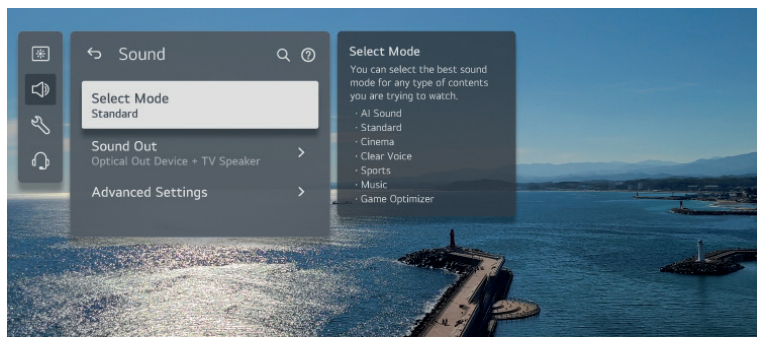 Sound
Select Mode
Standard
Sound Out
Optical Out Device + TV Speaker
Advanced Settings
Select Mode
You can select the best sound
mode for any type of contents
you are trying to watch.
· AI Sound
· Standard
· Cinema
· Clear Voice
· Sports
· Music
· Game Optimizer